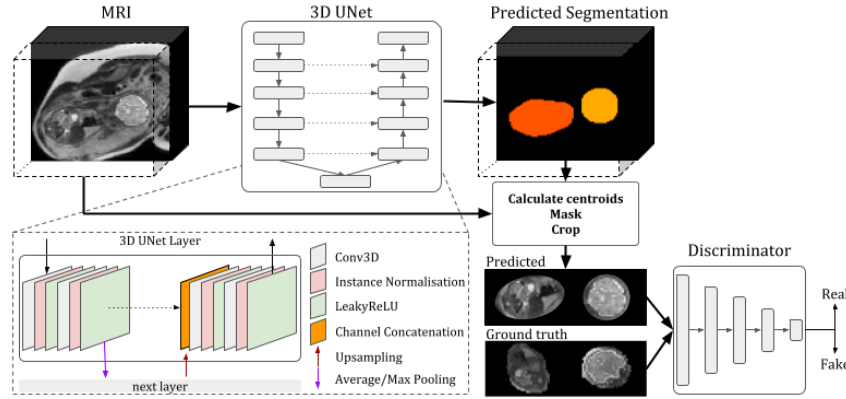 MRI
3D UNet
Predicted Segmentation
Calculate centroids
Mask
Crop
3D UNet Layer
Conv3D
Instance Normalisation
LeakyReLU
Channel Concatenation
Upsampling
Average/Max Pooling
next layer
Predicted
Ground truth
Discriminator
Real
Fake